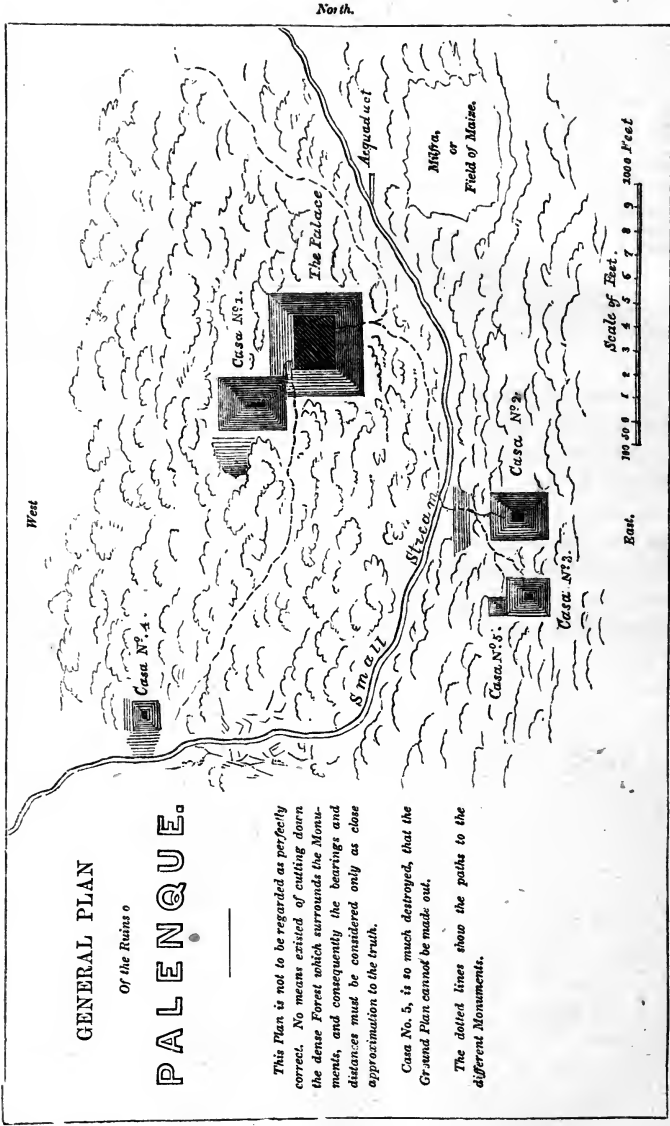 North.
GENERAL PLAN
Of the Ruins o
PALENQUE.
This Plan is not to be regarded as perfectly
correct. No means existed of cutting down
the dense Forest which surrounds the Monu-
ments, and consequently the bearings and
distances must be considered only as close
approximation to the truth.
Casa No. 5, is so much destroyed, that the
Ground Plan cannot be made out.
The dotted lines show the paths to the
different Monuments.
West
Casa Nº. 4.
Casa Nº. 1.
The Palace
Acquaduct
Small Stream
Milfra,
or
Field of Maize.
Casa Nº. 2
Casa Nº. 5.
Casa Nº. 3.
East.
Scale of Feet.
100 50 0 1 2 3 4 5 6 7 8 9 1000 Feet